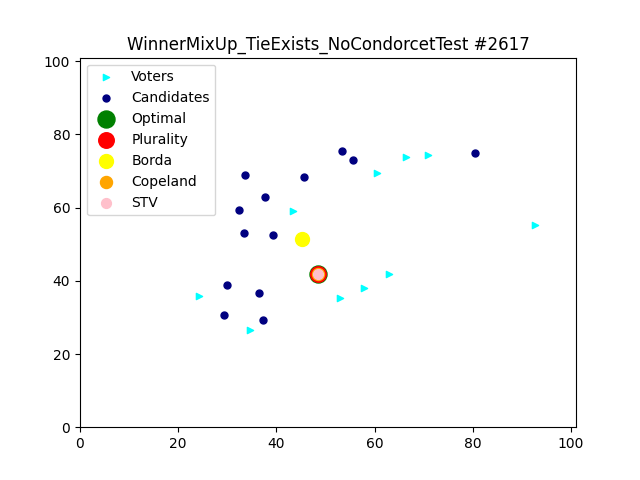 WinnerMixUp_TieExists_NoCondorcetTest #2617
100
80
60
40
20
0
0 20 40 60 80 100
Voters
Candidates
Optimal
Plurality
Borda
Copeland
STV